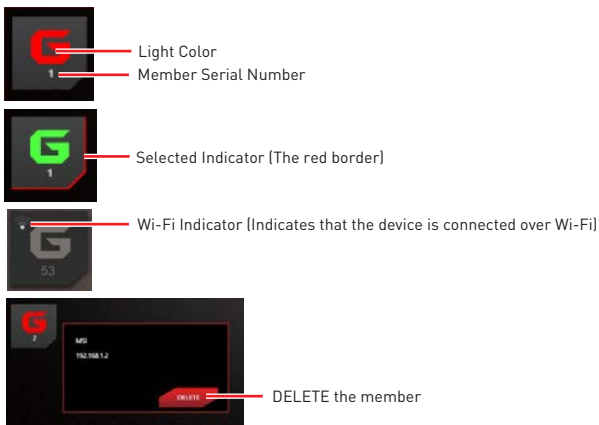 G
Light Color
1
Member Serial Number
G
1
Selected Indicator (The red border)
Wi-Fi Indicator (Indicates that the device is connected over Wi-Fi)
G
53
G
2
MSI
192.168.1.2
DELETE
DELETE the member